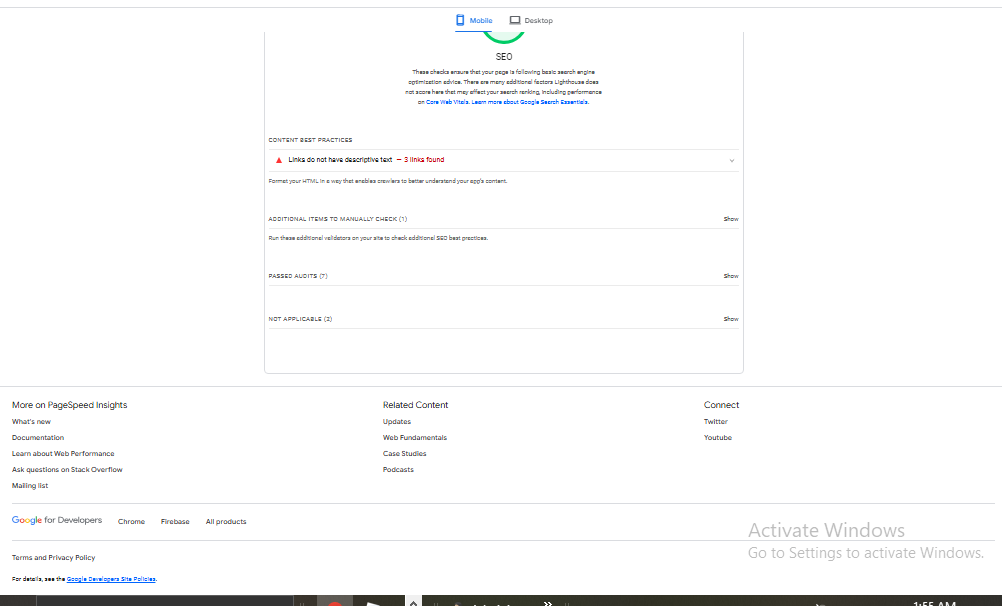 Mobile
Desktop
SEO
These checks ensure that your page is following basic search engine
optimization advice. There are many additional factors Lighthouse does
not score here that may affect your search ranking, including performance
on Core Web Vitals. Learn more about Google Search Essentials.
CONTENT BEST PRACTICES
Links do not have descriptive text — 3 links found
Format your HTML in a way that enables crawlers to better understand your app's content.
ADDITIONAL ITEMS TO MANUALLY CHECK (1)
Show
Run these additional validators on your site to check additional SEO best practices.
PASSED AUDITS (7)
Show
NOT APPLICABLE (2)
Show
More on PageSpeed Insights
What's new
Documentation
Learn about Web Performance
Ask questions on Stack Overflow
Mailing list
Related Content
Updates
Web Fundamentals
Case Studies
Podcasts
Connect
Twitter
Youtube
Google for Developers
Chrome
Firebase
All products
Activate Windows
Go to Settings to activate Windows.
Terms and Privacy Policy
For details, see the Google Developers Site Policies.
1:55 AM